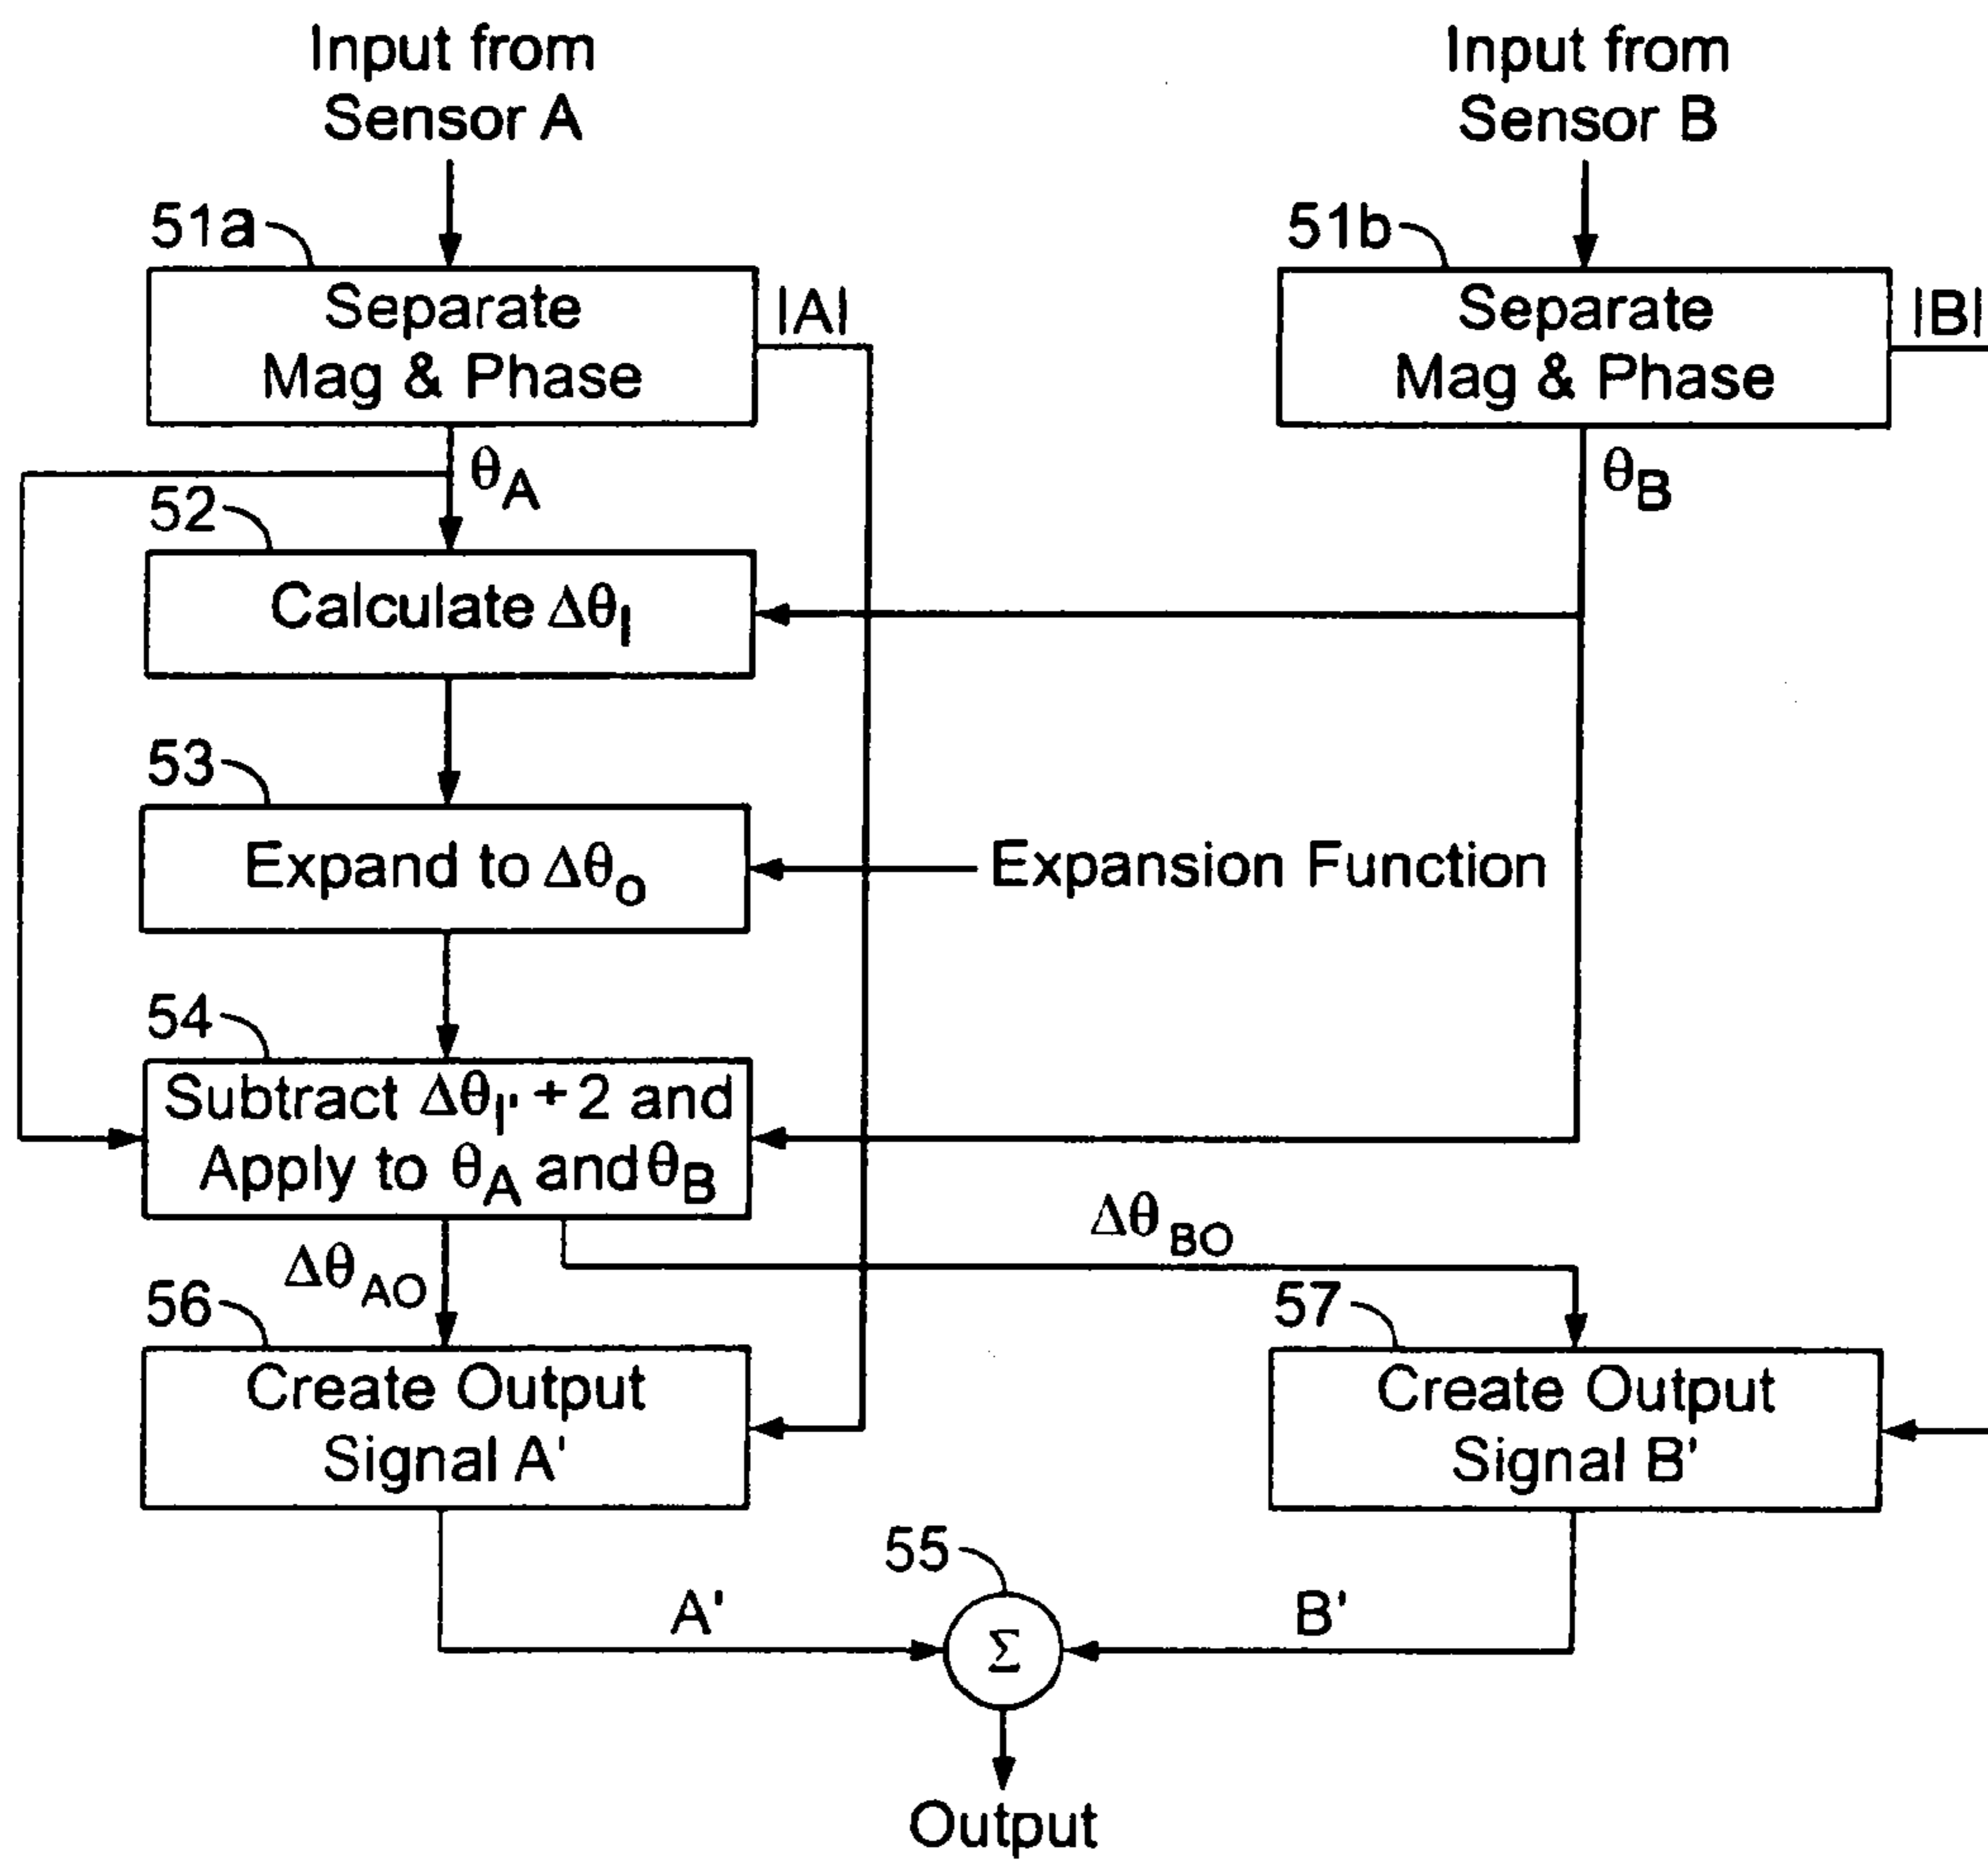 Input from
Sensor A
Input from
Sensor B
51a
51b
Separate
Mag & Phase
|A|
Separate
Mag & Phase
|B|
θA
θB
52
Calculate ΔθI
53
Expand to Δθo
Expansion Function
54
Subtract ΔθI' + 2 and
Apply to θA and θB
ΔθAO
ΔθBO
56
57
Create Output
Signal A'
Create Output
Signal B'
55
A'
B'
Σ
Output